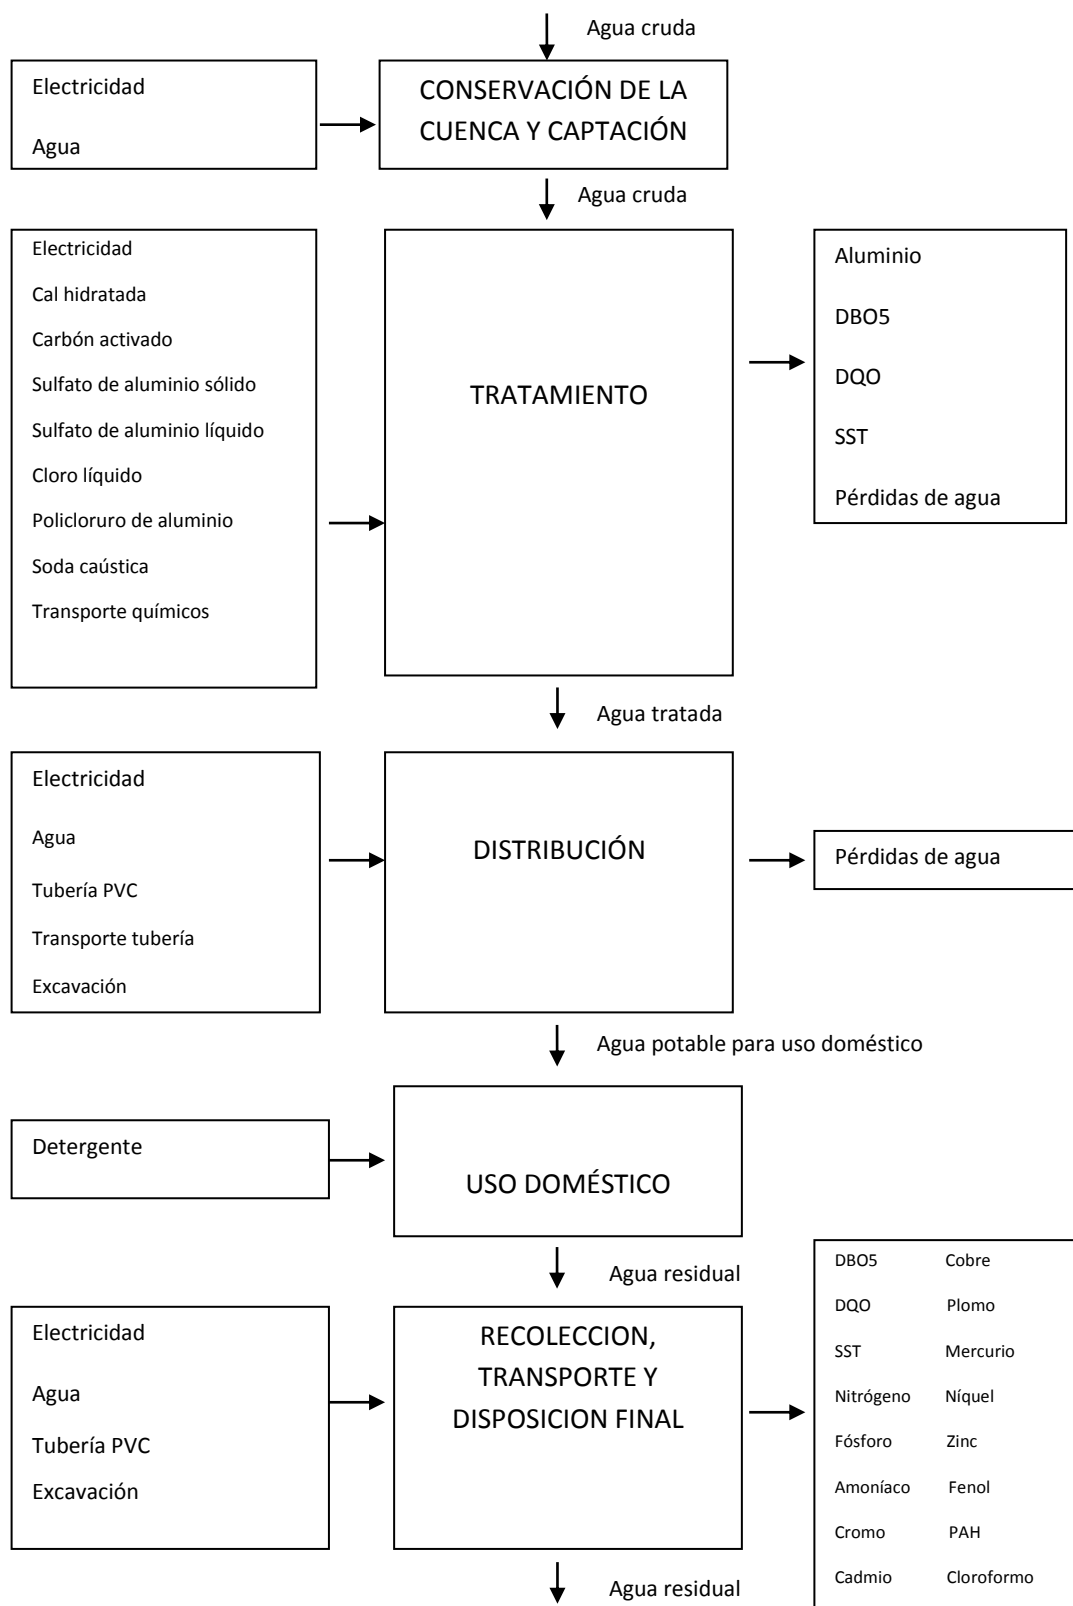 Agua cruda
Electricidad
Agua
CONSERVACIÓN DE LA
CUENCA Y CAPTACIÓN
Agua cruda
Electricidad
Cal hidratada
Carbón activado
Sulfato de aluminio sólido
Sulfato de aluminio líquido
Cloro líquido
Policloruro de aluminio
Soda caústica
Transporte químicos
TRATAMIENTO
Aluminio
DBO5
DQO
SST
Pérdidas de agua
Agua tratada
Electricidad
Agua
Tubería PVC
Transporte tubería
Excavación
DISTRIBUCIÓN
Pérdidas de agua
Agua potable para uso doméstico
Detergente
USO DOMÉSTICO
Agua residual
Electricidad
Agua
Tubería PVC
Excavación
RECOLECCION,
TRANSPORTE Y
DISPOSICION FINAL
DBO5 Cobre
DQO Plomo
SST Mercurio
Nitrógeno Níquel
Fósforo Zinc
Amoníaco Fenol
Cromo PAH
Cadmio Cloroformo
Agua residual